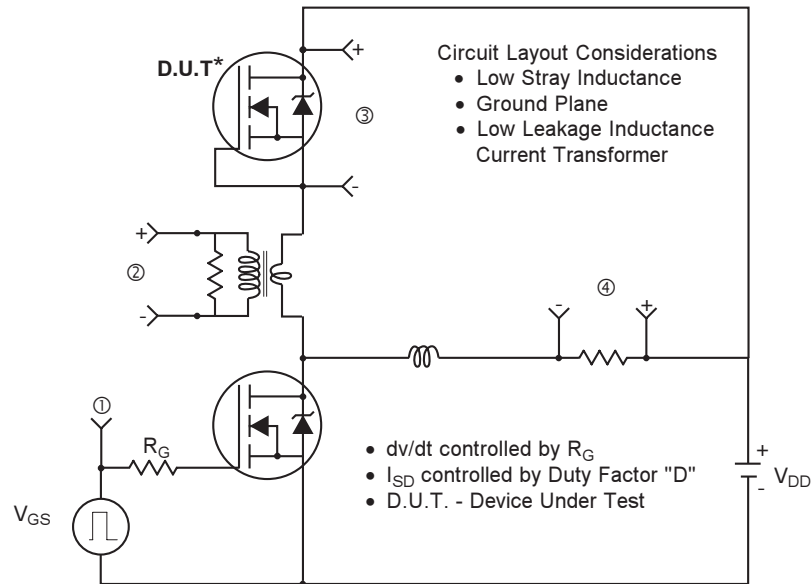 D.U.T*
+
③
-
Circuit Layout Considerations
• Low Stray Inductance
• Ground Plane
• Low Leakage Inductance
Current Transformer
+
②
-
④
- +
①
R_G
V_GS
• dv/dt controlled by R_G
• I_SD controlled by Duty Factor "D"
• D.U.T. - Device Under Test
+
-
V_DD